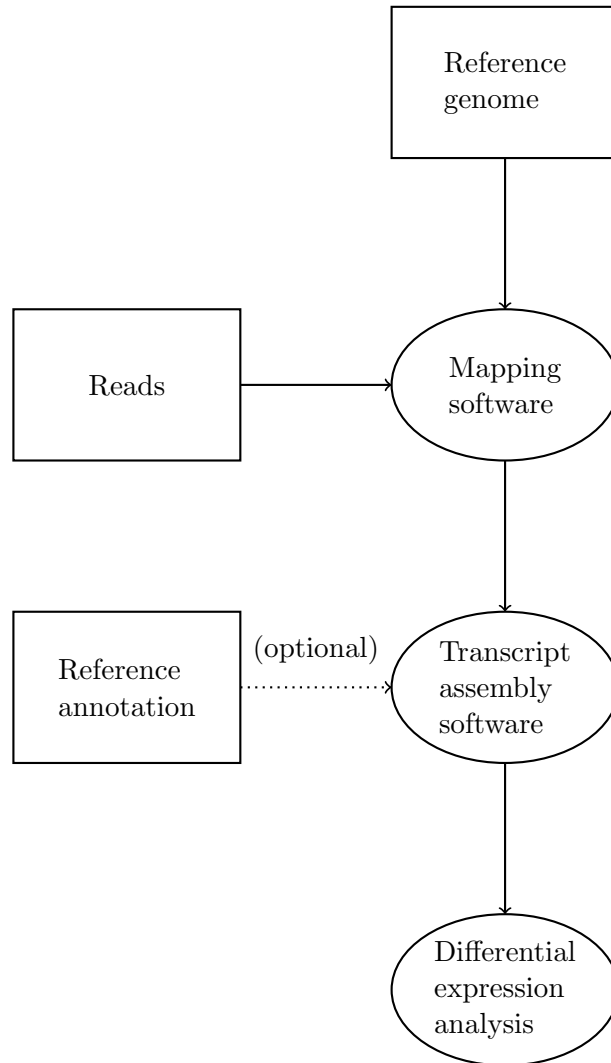 Reference
genome
Reads
Mapping
software
Reference
annotation
(optional)
Transcript
assembly
software
Differential
expression
analysis